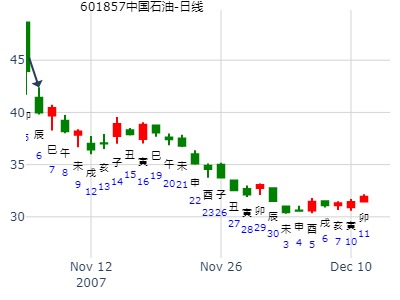 601857中国石油-日线
45
40
35
30
辰
6
巳
7
午
8
未
9
戌
12
亥
13
子
14
丑
15
寅
16
巳
19
午
20
未
21
申
22
酉
23
子
26
丑
27
寅
28
卯
29
辰
30
未
3
申
4
酉
5
戌
6
亥
7
寅
10
卯
11
Nov 12
2007
Nov 26
Dec 10